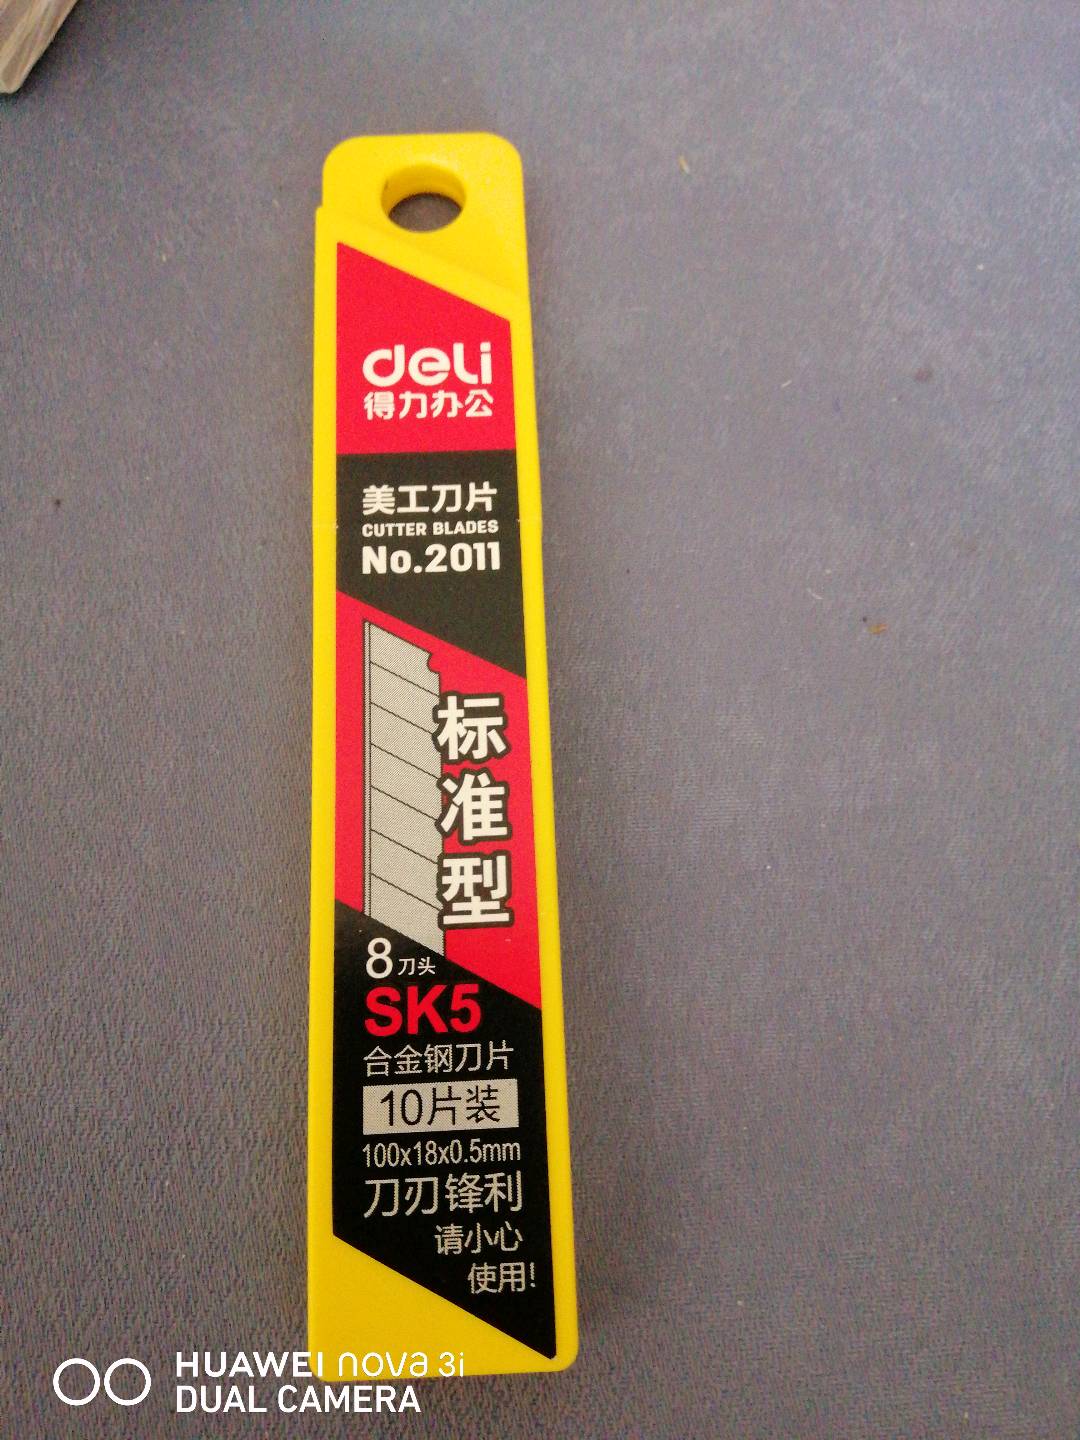 deli
得力办公
美工刀片
CUTTER BLADES
No.2011
标准型
8刀头
SK5
合金钢刀片
10片装
100x18x0.5mm
刀刃锋利
请小心
使用!
HUAWEI nova 3i
DUAL CAMERA